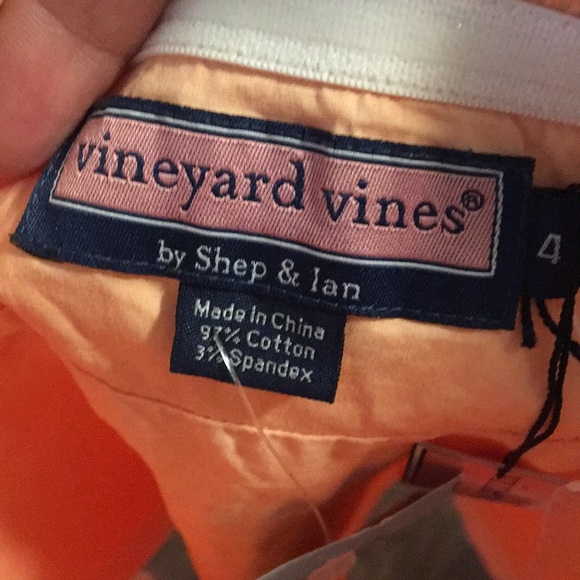 vineyard vines®
by Shep & Ian
4
Made in China
97% Cotton
3% Spandex